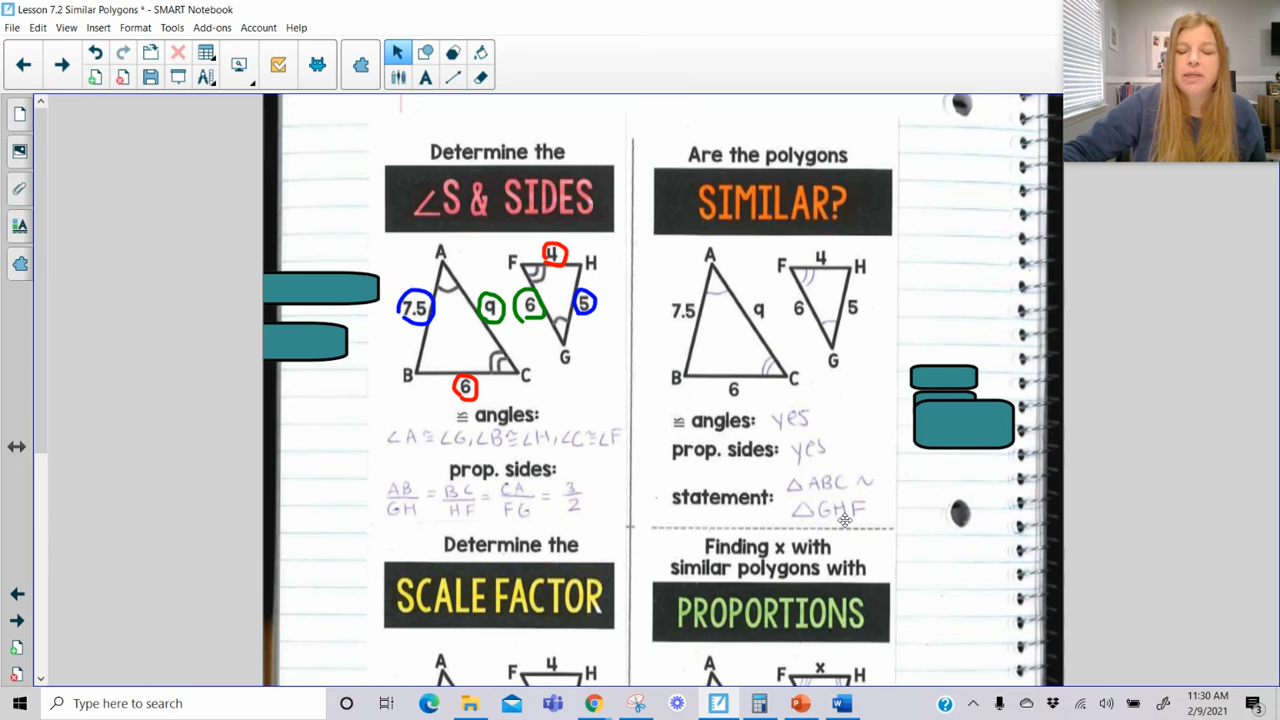 Lesson 7.2 Similar Polygons * - SMART Notebook
File Edit View Insert Format Tools Add-ons Account Help
Determine the
∠S & SIDES
A
7.5
9
B
6
C
F
4
H
6
5
G
≅ angles:
∠A ≅ ∠G, ∠B ≅ ∠H, ∠C ≅ ∠F
prop. sides:
AB/GH = BC/HF = CA/FG = 3/2
Are the polygons
SIMILAR?
A
7.5
9
B
6
C
F
4
H
6
5
G
≅ angles: yes
prop. sides: yes
statement: △ABC ~
△GHF
Determine the
SCALE FACTOR
A
F
4
H
Finding x with
similar polygons with
PROPORTIONS
A
F
x
H
Type here to search
11:30 AM
2/9/2021
3